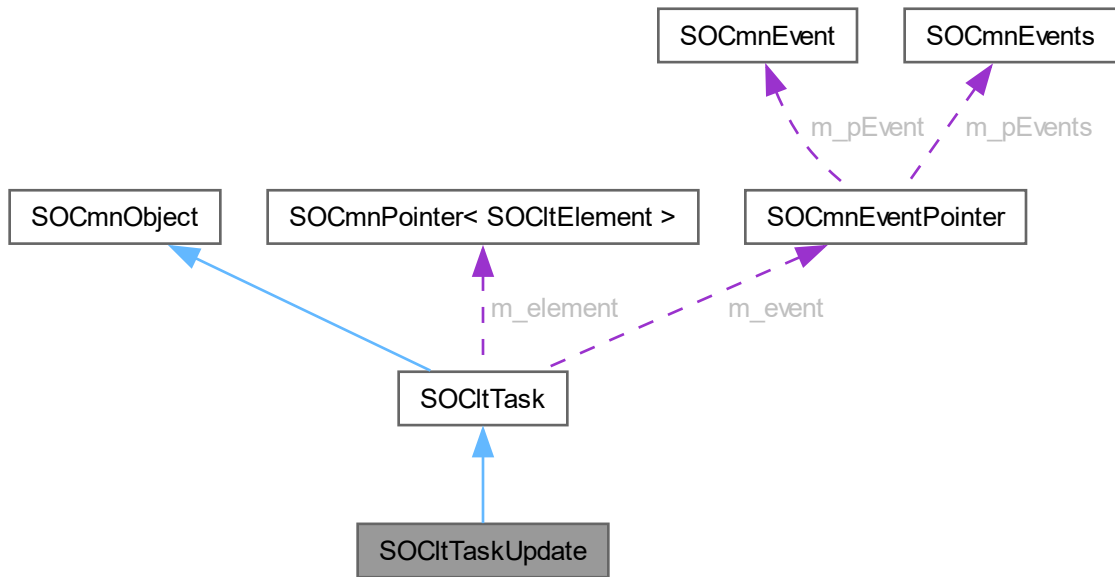 SOCmnEvent
SOCmnEvents
m_pEvent
m_pEvents
SOCmnObject
SOCmnPointer< SOCltElement >
SOCmnEventPointer
m_element
m_event
SOCltTask
SOCltTaskUpdate